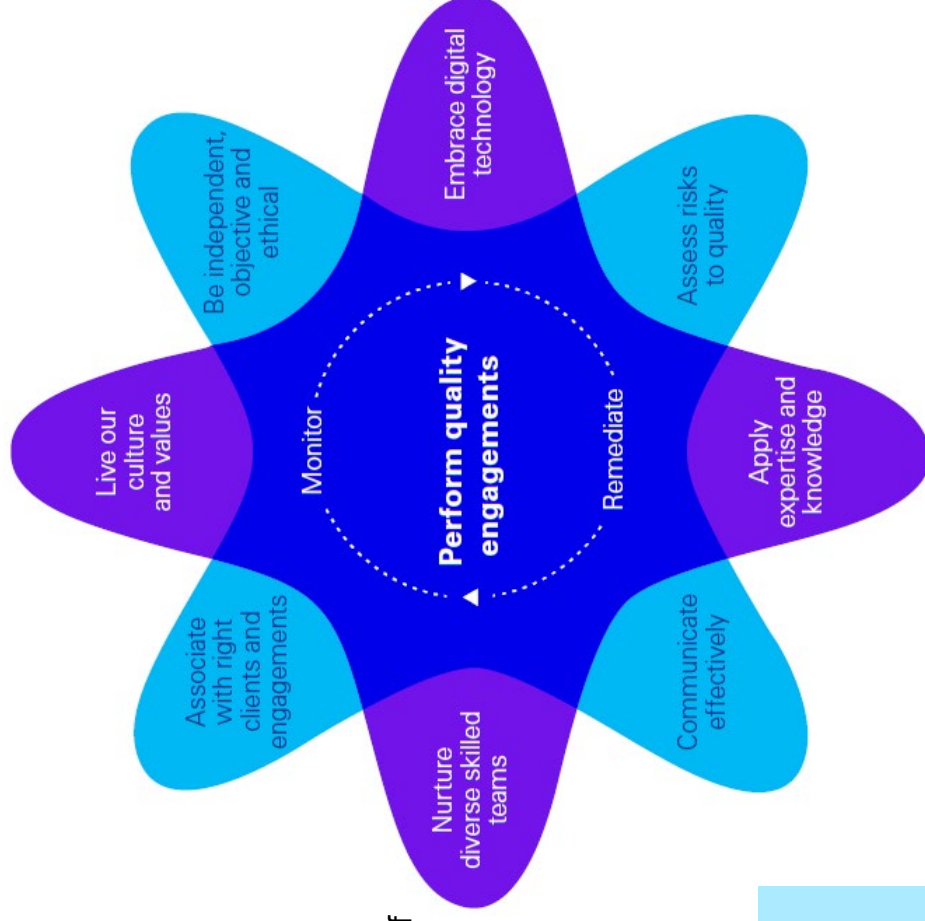 Live our
culture
and values
Be independent,
objective and
ethical
Embrace digital
technology
Assess risks
to quality
Apply
expertise and
knowledge
Communicate
effectively
Nurture
diverse skilled
teams
Associate
with right
clients and
engagements
Monitor
Perform quality
engagements
Remediate